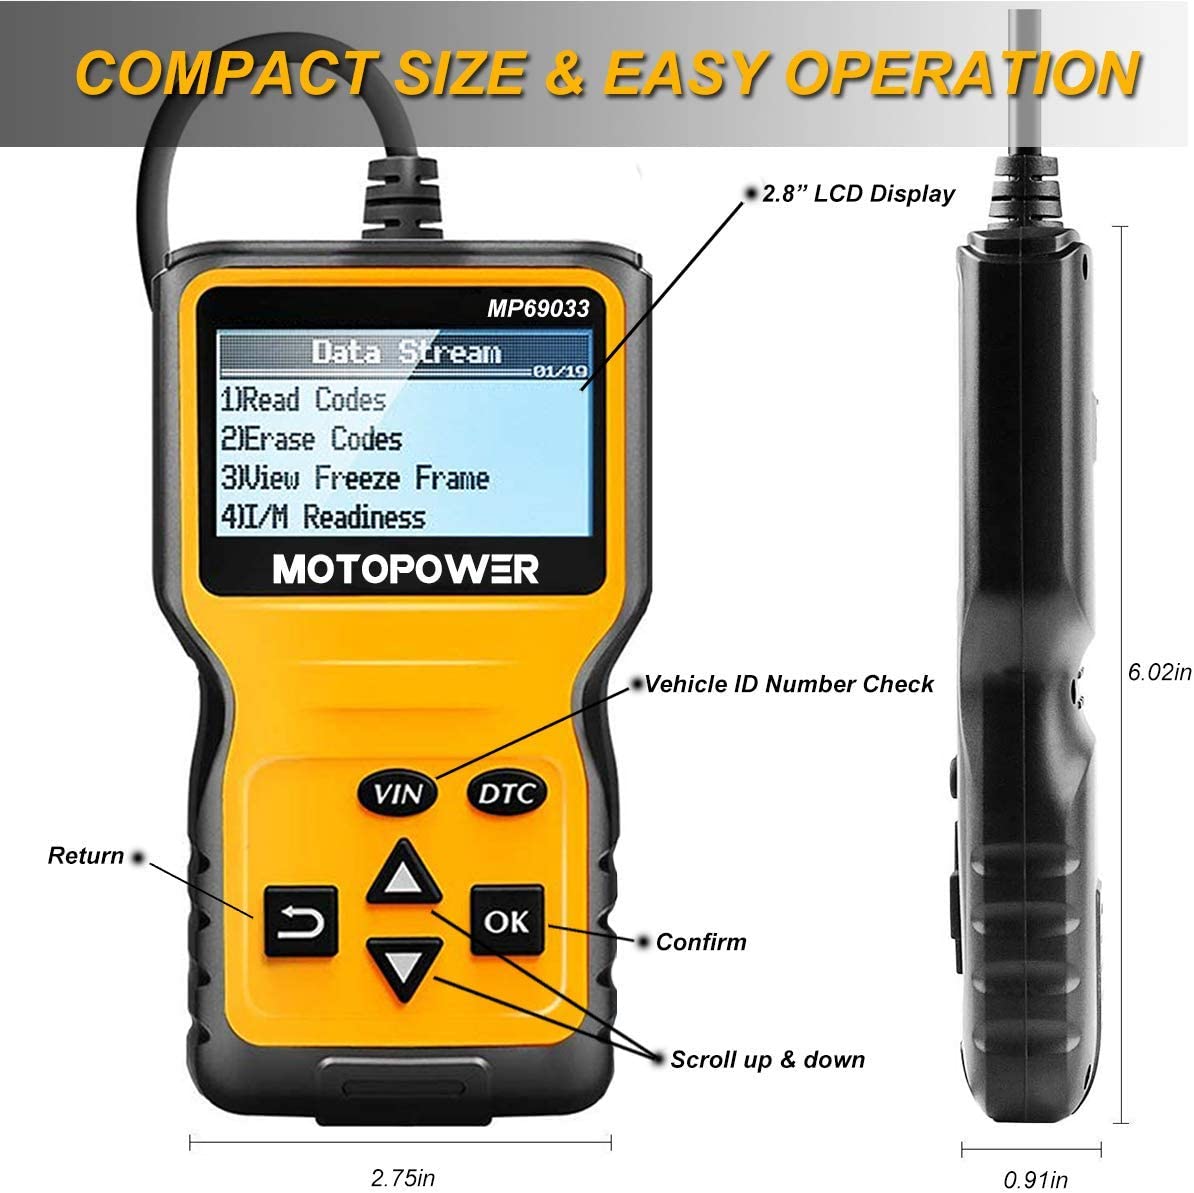 COMPACT SIZE & EASY OPERATION
2.8” LCD Display
MP69033
Data Stream
01/19
1)Read Codes
2)Erase Codes
3)View Freeze Frame
4)I/M Readiness
MOTOPOWER
6.02in
Vehicle ID Number Check
VIN
DTC
Return
OK
Confirm
Scroll up & down
2.75in
0.91in